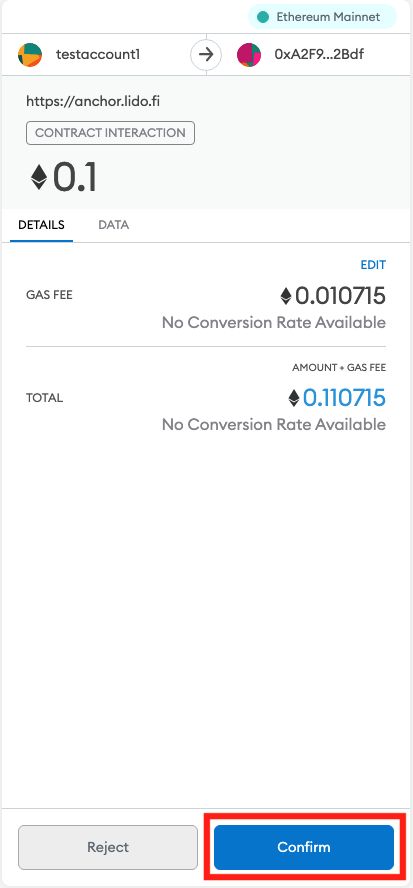 Ethereum Mainnet
testaccount1
0xA2F9...2Bdf
https://anchor.lido.fi
CONTRACT INTERACTION
0.1
DETAILS
DATA
EDIT
GAS FEE
0.010715
No Conversion Rate Available
AMOUNT + GAS FEE
TOTAL
0.110715
No Conversion Rate Available
Reject
Confirm